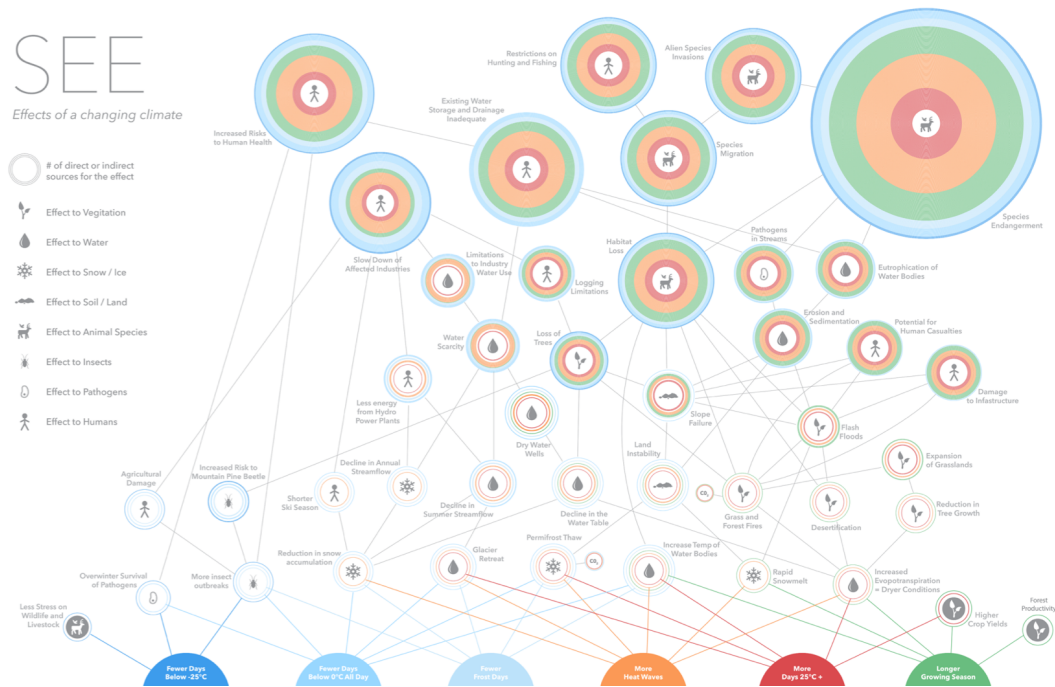 SEE
Effects of a changing climate
# of direct or indirect
sources for the effect
Effect to Vegitation
Effect to Water
Effect to Snow / Ice
Effect to Soil / Land
Effect to Animal Species
Effect to Insects
Effect to Pathogens
Effect to Humans
Increased Risks
to Human Health
Existing Water
Storage and Drainage
Inadequate
Restrictions on
Hunting and Fishing
Alien Species
Invasions
Species
Migration
Species
Endangerment
Slow Down of
Affected Industries
Limitations
to Industry
Water Use
Logging
Limitations
Habitat
Loss
Pathogens
in Streams
Eutrophication of
Water Bodies
Water
Scarcity
Loss of
Trees
Erosion and
Sedimentation
Potential for
Human Casualties
Less energy
from Hydro
Power Plants
Dry Water
Wells
Slope
Failure
Flash
Floods
Damage
to Infastructure
Agricultural
Damage
Increased Risk to
Mountain Pine Beetle
Shorter
Ski Season
Decline in Annual
Streamflow
Decline in
Summer Streamflow
Decline in the
Water Table
Land
Instability
CO2
Grass and
Forest Fires
Desertification
Expansion
of Grasslands
Reduction in
Tree Growth
Overwinter Survival
of Pathogens
More insect
outbreaks
Reduction in snow
accumulation
Glacier
Retreat
Permifrost Thaw
CO2
Increase Temp of
Water Bodies
Rapid
Snowmelt
Increased
Evopotranspiration
= Dryer Conditions
Less Stress on
Wildlife and
Livestock
Higher
Crop Yields
Forest
Productivity
Fewer Days
Below -25°C
Fewer Days
Below 0°C All Day
Fewer
Frost Days
More
Heat Waves
More
Days 25°C +
Longer
Growing Season